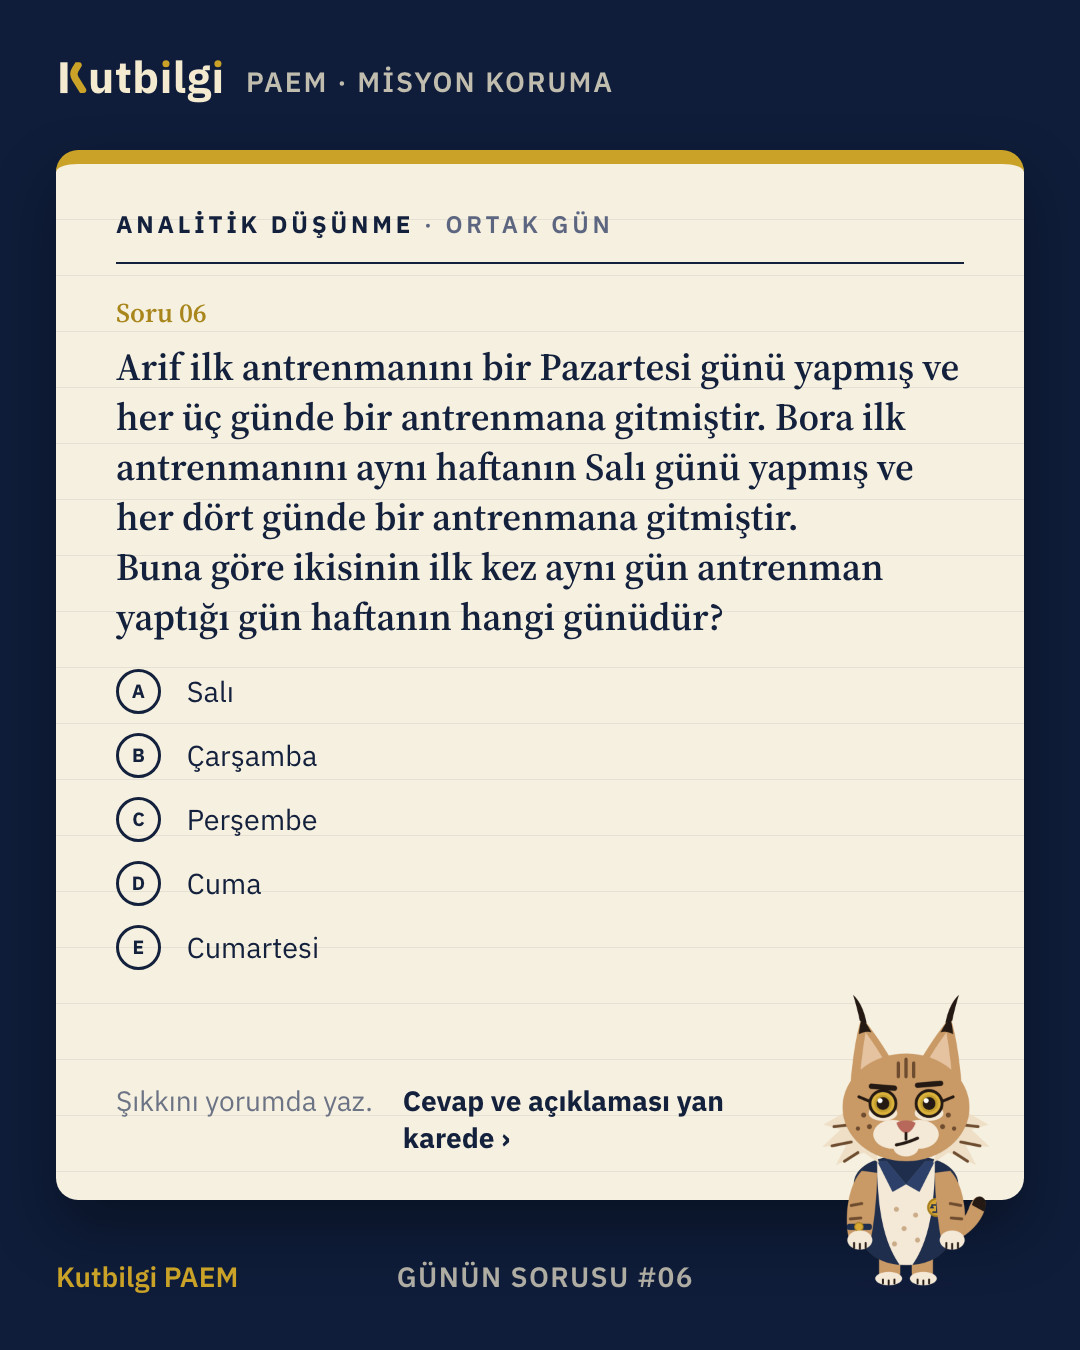 Kutbilgi PAEM · MİSYON KORUMA
ANALİTİK DÜŞÜNME · ORTAK GÜN
Soru 06
Arif ilk antrenmanını bir Pazartesi günü yapmış ve
her üç günde bir antrenmana gitmiştir. Bora ilk
antrenmanını aynı haftanın Salı günü yapmış ve
her dört günde bir antrenmana gitmiştir.
Buna göre ikisinin ilk kez aynı gün antrenman
yaptığı gün haftanın hangi günüdür?
A Salı
B Çarşamba
C Perşembe
D Cuma
E Cumartesi
Şıkkını yorumda yaz. Cevap ve açıklaması yan
karede ›
Kutbilgi PAEM GÜNÜN SORUSU #06